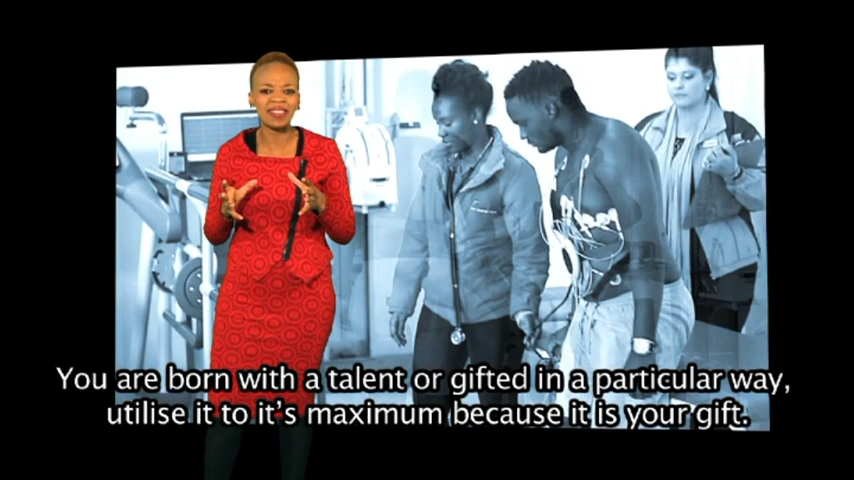 You are born with a talent or gifted in a particular way,
utilise it to it's maximum because it is your gift.